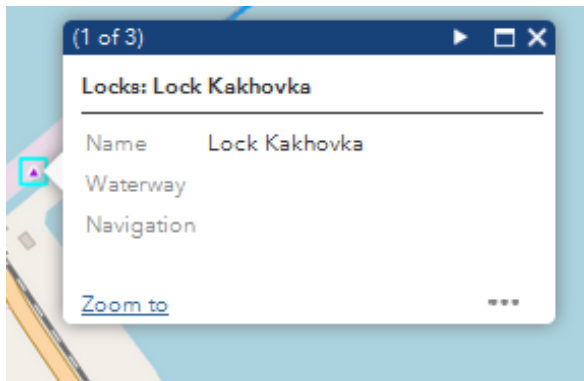 (1 of 3)
Locks: Lock Kakhovka
Name Lock Kakhovka
Waterway
Navigation
Zoom to